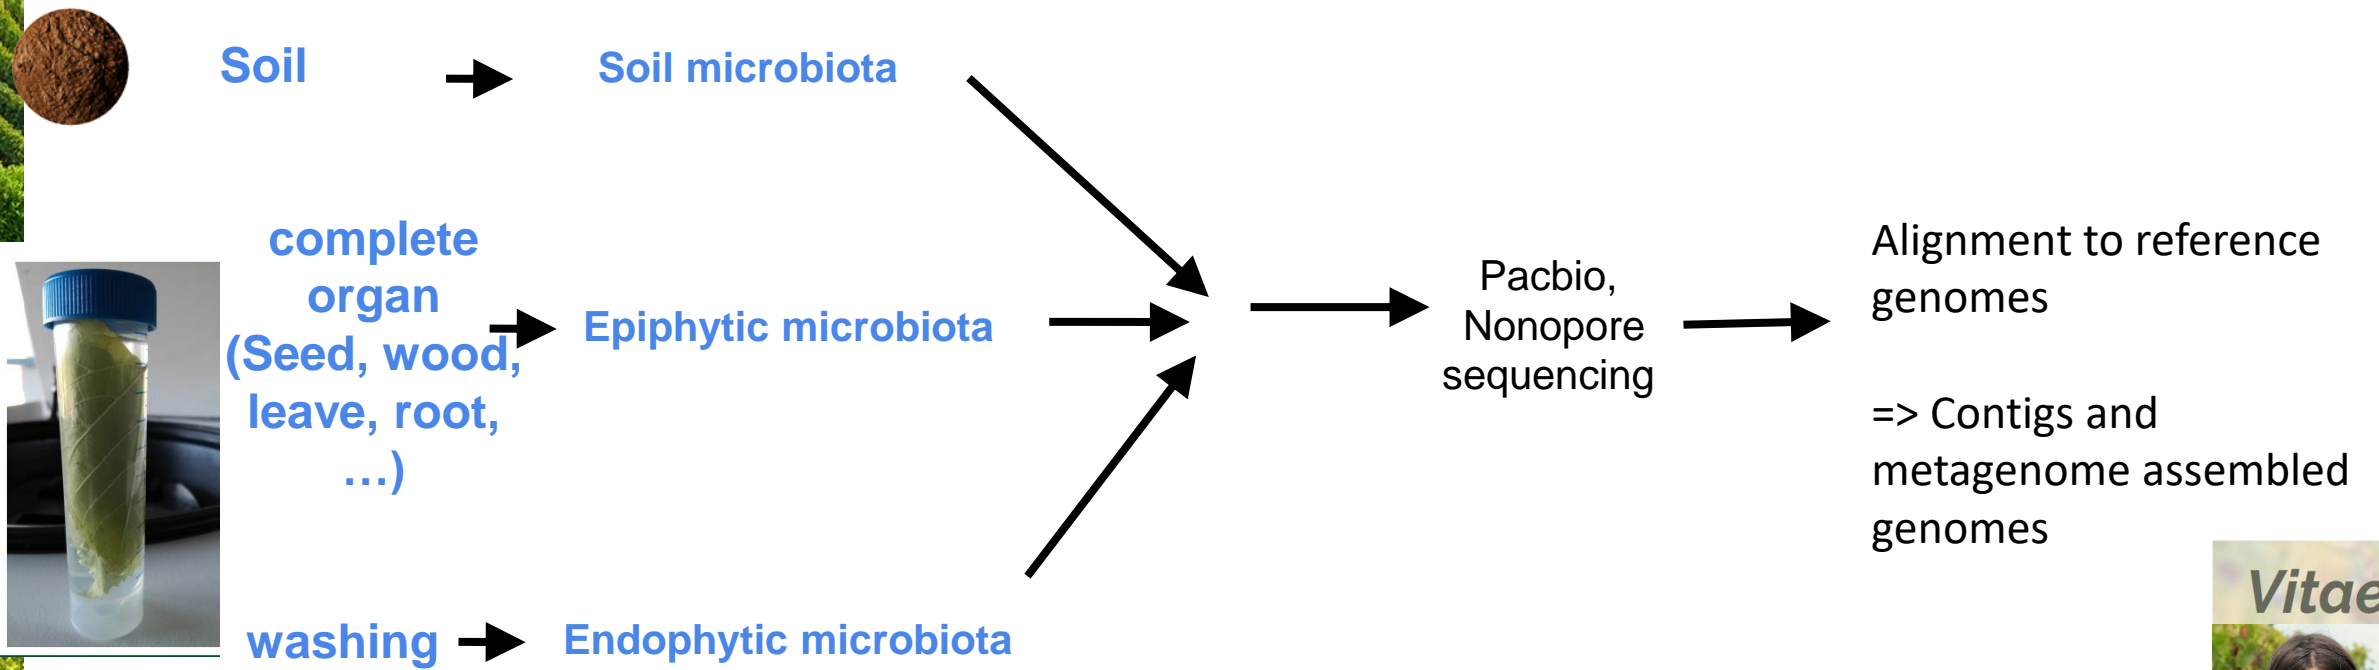 Soil
Soil microbiota
complete
organ
(Seed, wood,
leave, root,
…)
Epiphytic microbiota
washing
Endophytic microbiota
Pacbio,
Nonopore
sequencing
Alignment to reference
genomes
=> Contigs and
metagenome assembled
genomes
Vitae